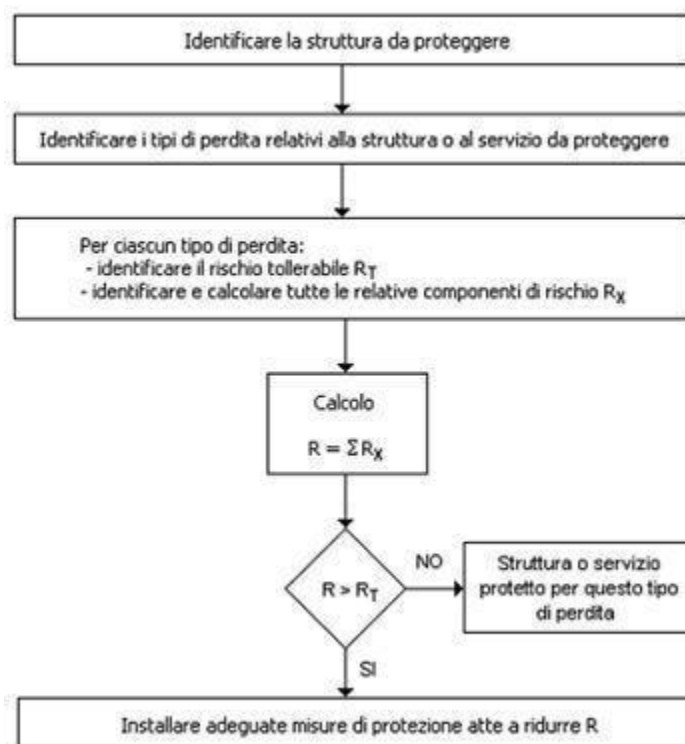 Identificare la struttura da proteggere
Identificare i tipi di perdita relativi alla struttura o al servizio da proteggere
Per ciascun tipo di perdita:
- identificare il rischio tollerabile RT
- identificare e calcolare tutte le relative componenti di rischio RX
Calcolo
R = ΣRX
R > RT
NO
Struttura o servizio
protetto per questo tipo
di perdita
SI
Installare adeguate misure di protezione atte a ridurre R